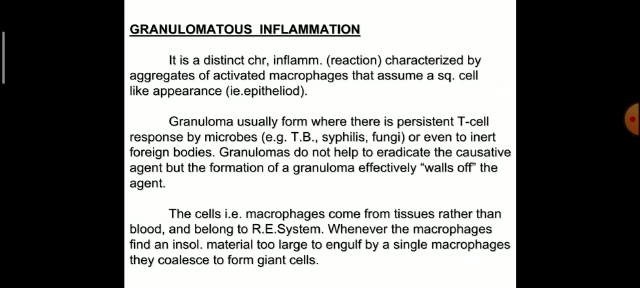 GRANULOMATOUS INFLAMMATION
It is a distinct chr, inflamm. (reaction) characterized by
aggregates of activated macrophages that assume a sq. cell
like appearance (ie.epitheliod).
Granuloma usually form where there is persistent T-cell
response by microbes (e.g. T.B., syphilis, fungi) or even to inert
foreign bodies. Granulomas do not help to eradicate the causative
agent but the formation of a granuloma effectively “walls off” the
agent.
The cells i.e. macrophages come from tissues rather than
blood, and belong to R.E.System. Whenever the macrophages
find an insol. material too large to engulf by a single macrophages
they coalesce to form giant cells.